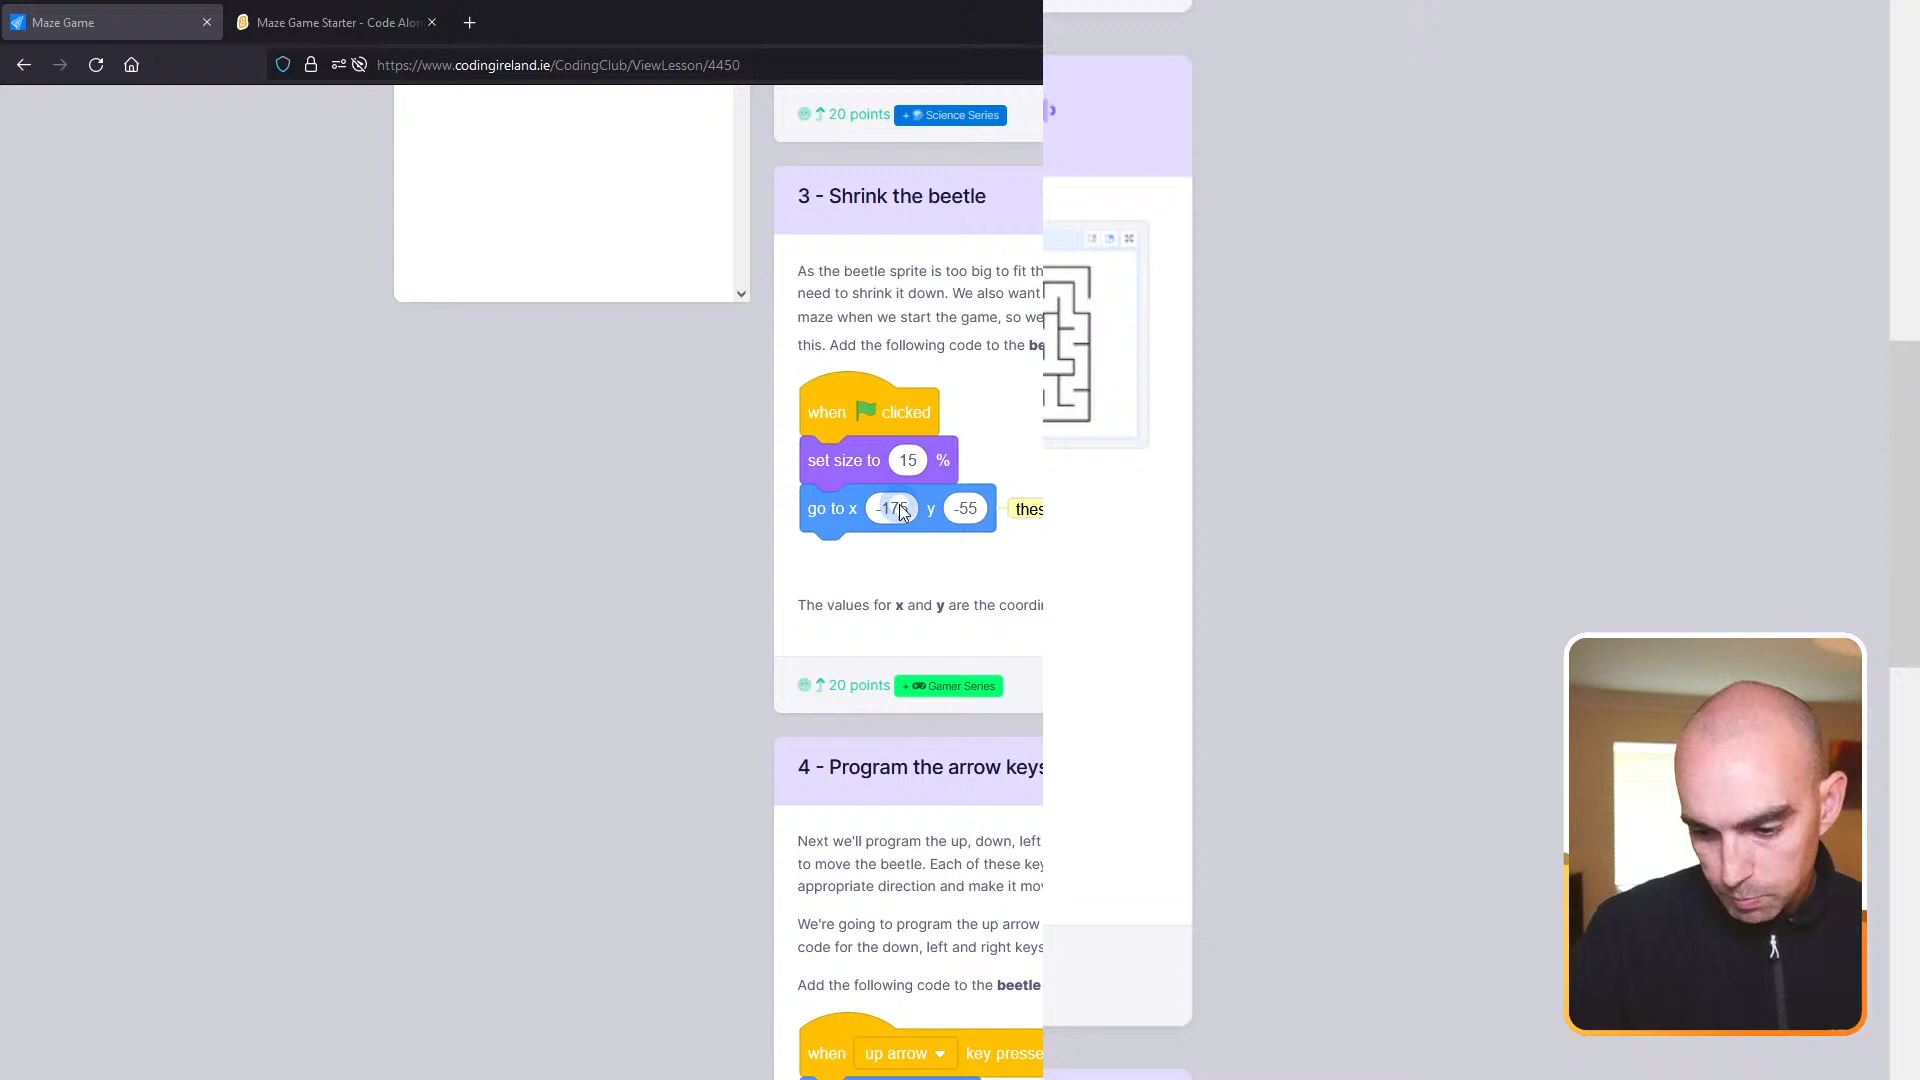 Maze Game
Maze Game Starter - Code Alon
https://www.codingireland.ie/CodingClub/ViewLesson/4450
20 points + Science Series
3 - Shrink the beetle
As the beetle sprite is too big to fit th
need to shrink it down. We also want
maze when we start the game, so we
this. Add the following code to the be
when clicked
set size to 15 %
go to x -175 y -55 thes
The values for x and y are the coordi
20 points + Gamer Series
4 - Program the arrow keys
Next we'll program the up, down, left
to move the beetle. Each of these key
appropriate direction and make it mov
We're going to program the up arrow
code for the down, left and right keys
Add the following code to the beetle
when up arrow key presse